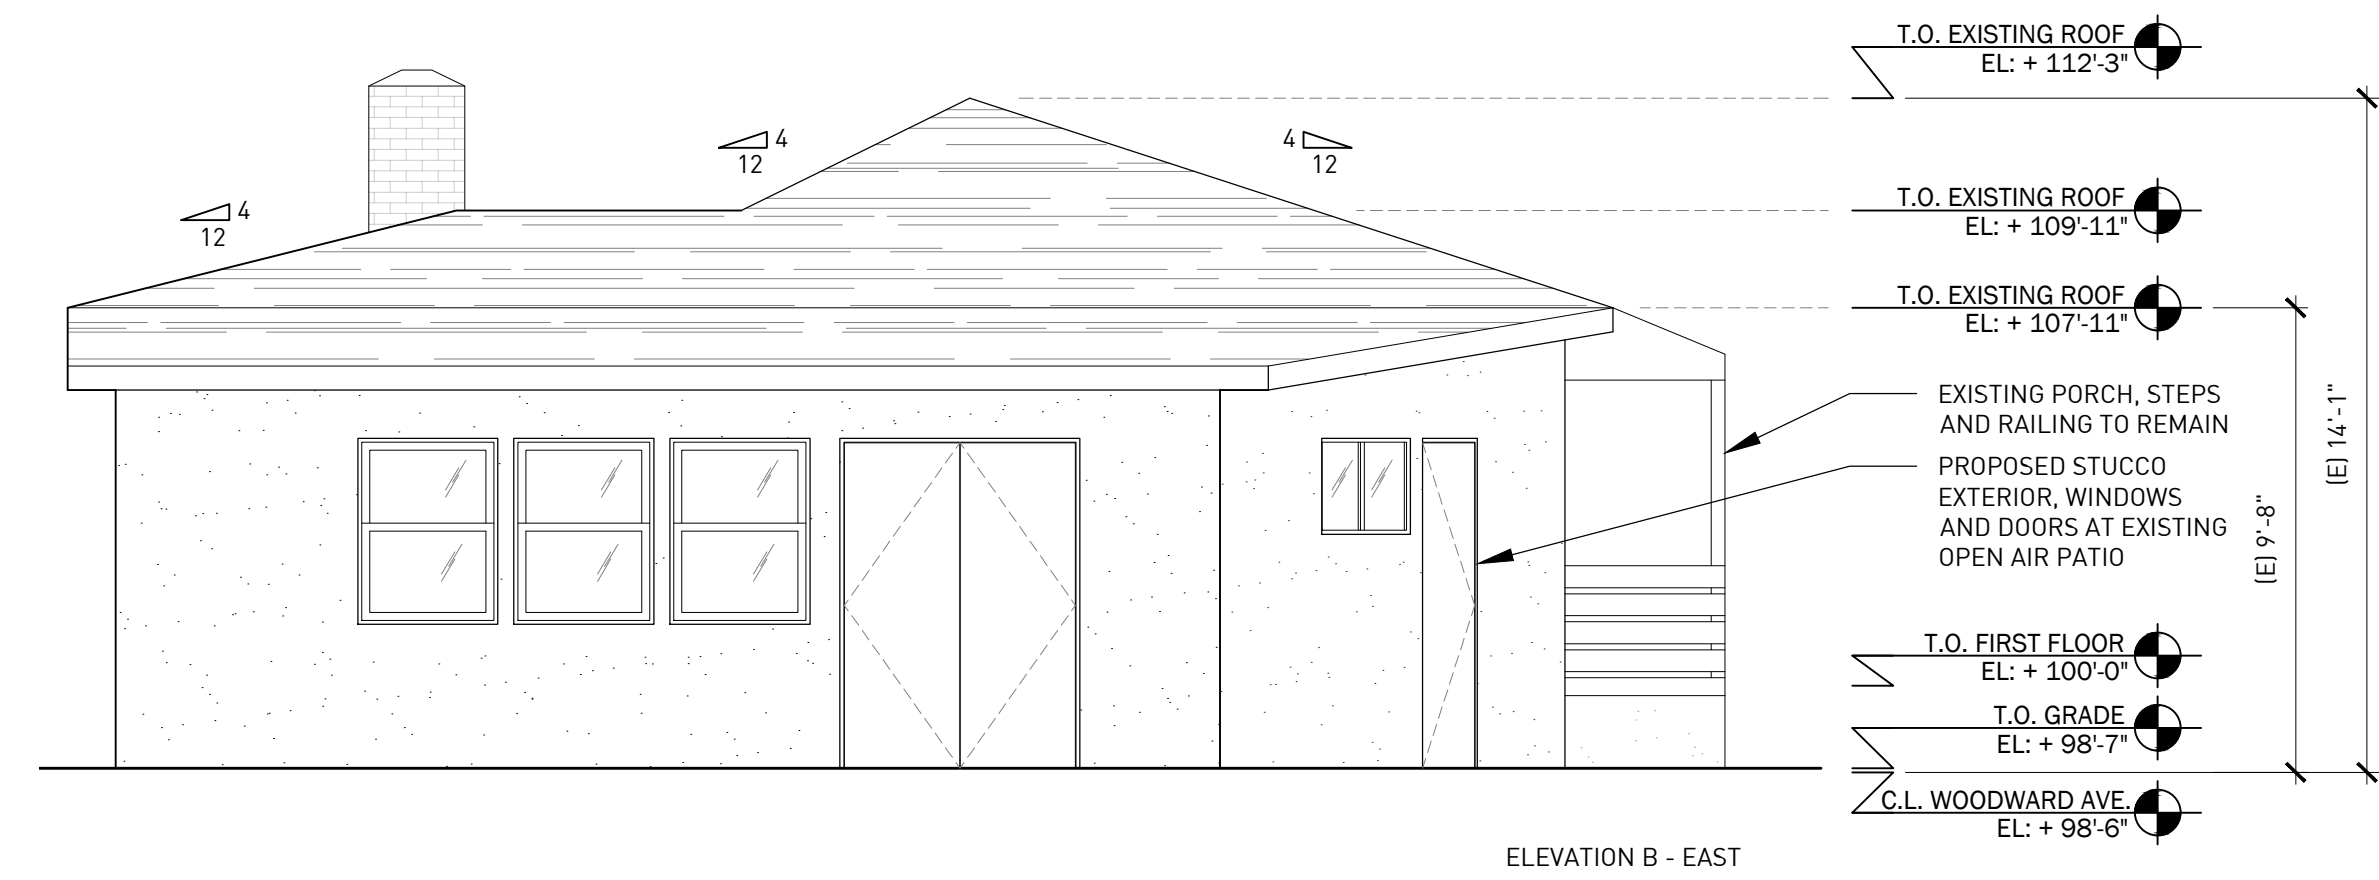 T.O. EXISTING ROOF
EL: + 112'-3"
4
12
4
12
4
12
T.O. EXISTING ROOF
EL: + 109'-11"
T.O. EXISTING ROOF
EL: + 107'-11"
EXISTING PORCH, STEPS
AND RAILING TO REMAIN
PROPOSED STUCCO
EXTERIOR, WINDOWS
AND DOORS AT EXISTING
OPEN AIR PATIO
(E) 9'-8"
(E) 14'-1"
T.O. FIRST FLOOR
EL: + 100'-0"
T.O. GRADE
EL: + 98'-7"
C.L. WOODWARD AVE.
EL: + 98'-6"
ELEVATION B - EAST